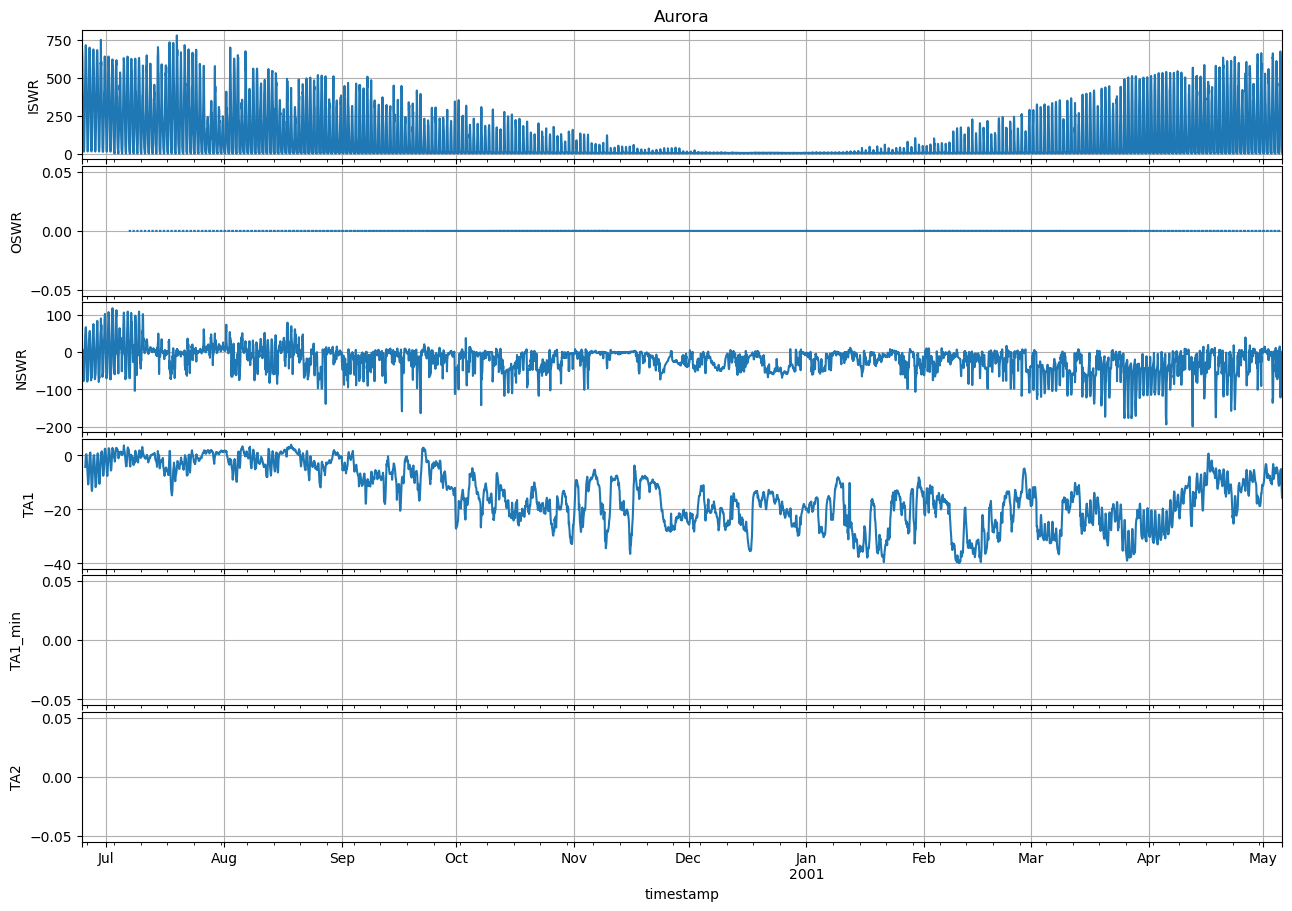 Aurora
750
500
250
0
ISWR
0.05
0.00
−0.05
OSWR
100
0
−100
−200
NSWR
0
−20
−40
TA1
0.05
0.00
−0.05
TA1_min
0.05
0.00
−0.05
TA2
Jul Aug Sep Oct Nov Dec Jan Feb Mar Apr May
2001
timestamp